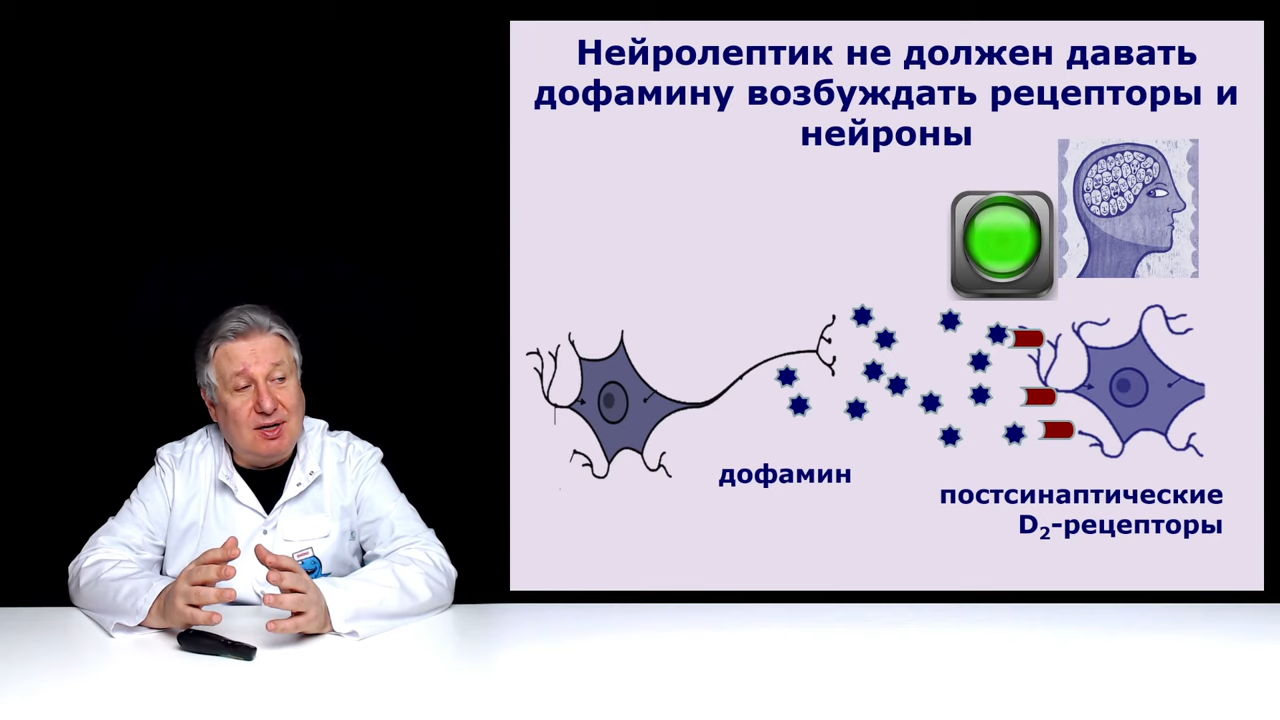 Нейролептик не должен давать
дофамину возбуждать рецепторы и
нейроны
дофамин
постсинаптические
D₂-рецепторы